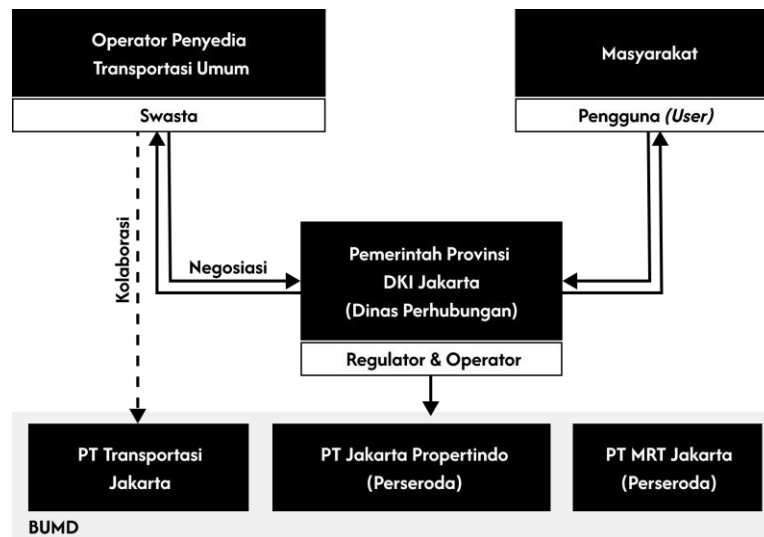 Operator Penyedia
Transportasi Umum
Swasta
Masyarakat
Pengguna (User)
Kolaborasi
Negosiasi
Pemerintah Provinsi
DKI Jakarta
(Dinas Perhubungan)
Regulator & Operator
PT Transportasi
Jakarta
PT Jakarta Propertindo
(Perseroda)
PT MRT Jakarta
(Perseroda)
BUMD